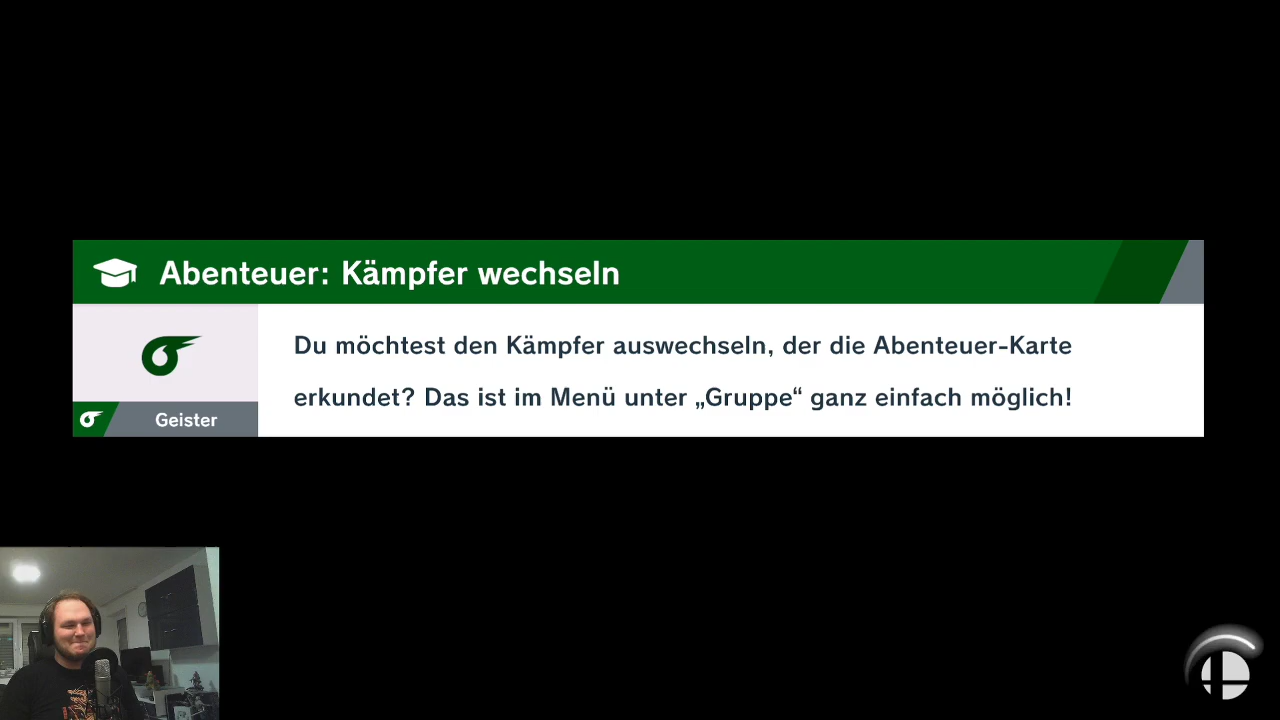 Abenteuer: Kämpfer wechseln
Du möchtest den Kämpfer auswechseln, der die Abenteuer-Karte
erkundet? Das ist im Menü unter „Gruppe“ ganz einfach möglich!
Geister